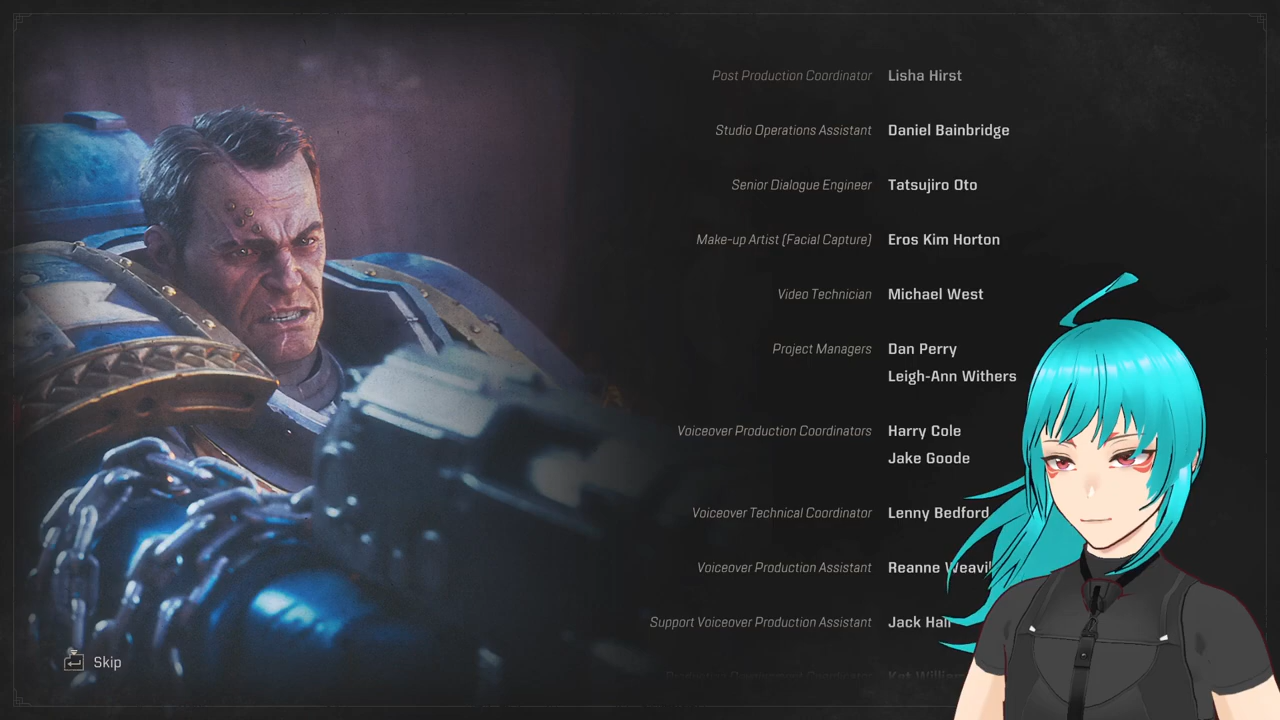 Post Production Coordinator Lisha Hirst
Studio Operations Assistant Daniel Bainbridge
Senior Dialogue Engineer Tatsujiro Oto
Make-up Artist (Facial Capture) Eros Kim Horton
Video Technician Michael West
Project Managers Dan Perry
Leigh-Ann Withers
Voiceover Production Coordinators Harry Cole
Jake Goode
Voiceover Technical Coordinator Lenny Bedford
Voiceover Production Assistant Reanne
Support Voiceover Production Assistant Jack
Skip